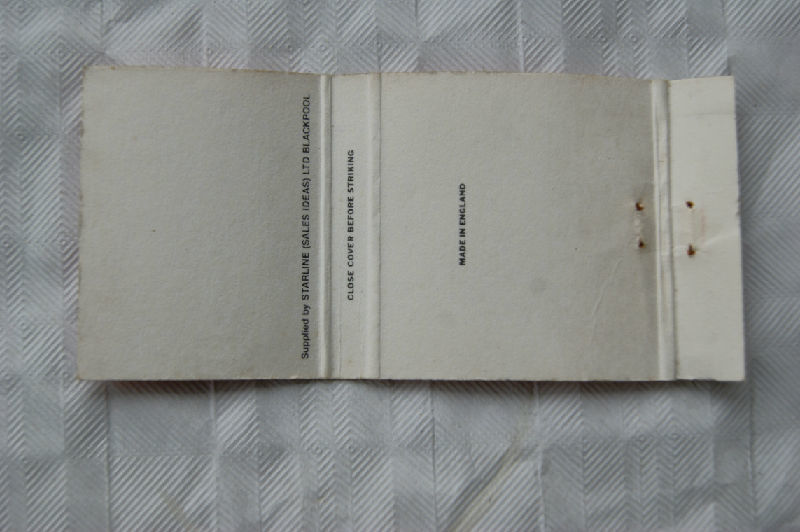 Supplied by STARLINE (SALES IDEAS) LTD BLACKPOOL
CLOSE COVER BEFORE STRIKING
MADE IN ENGLAND